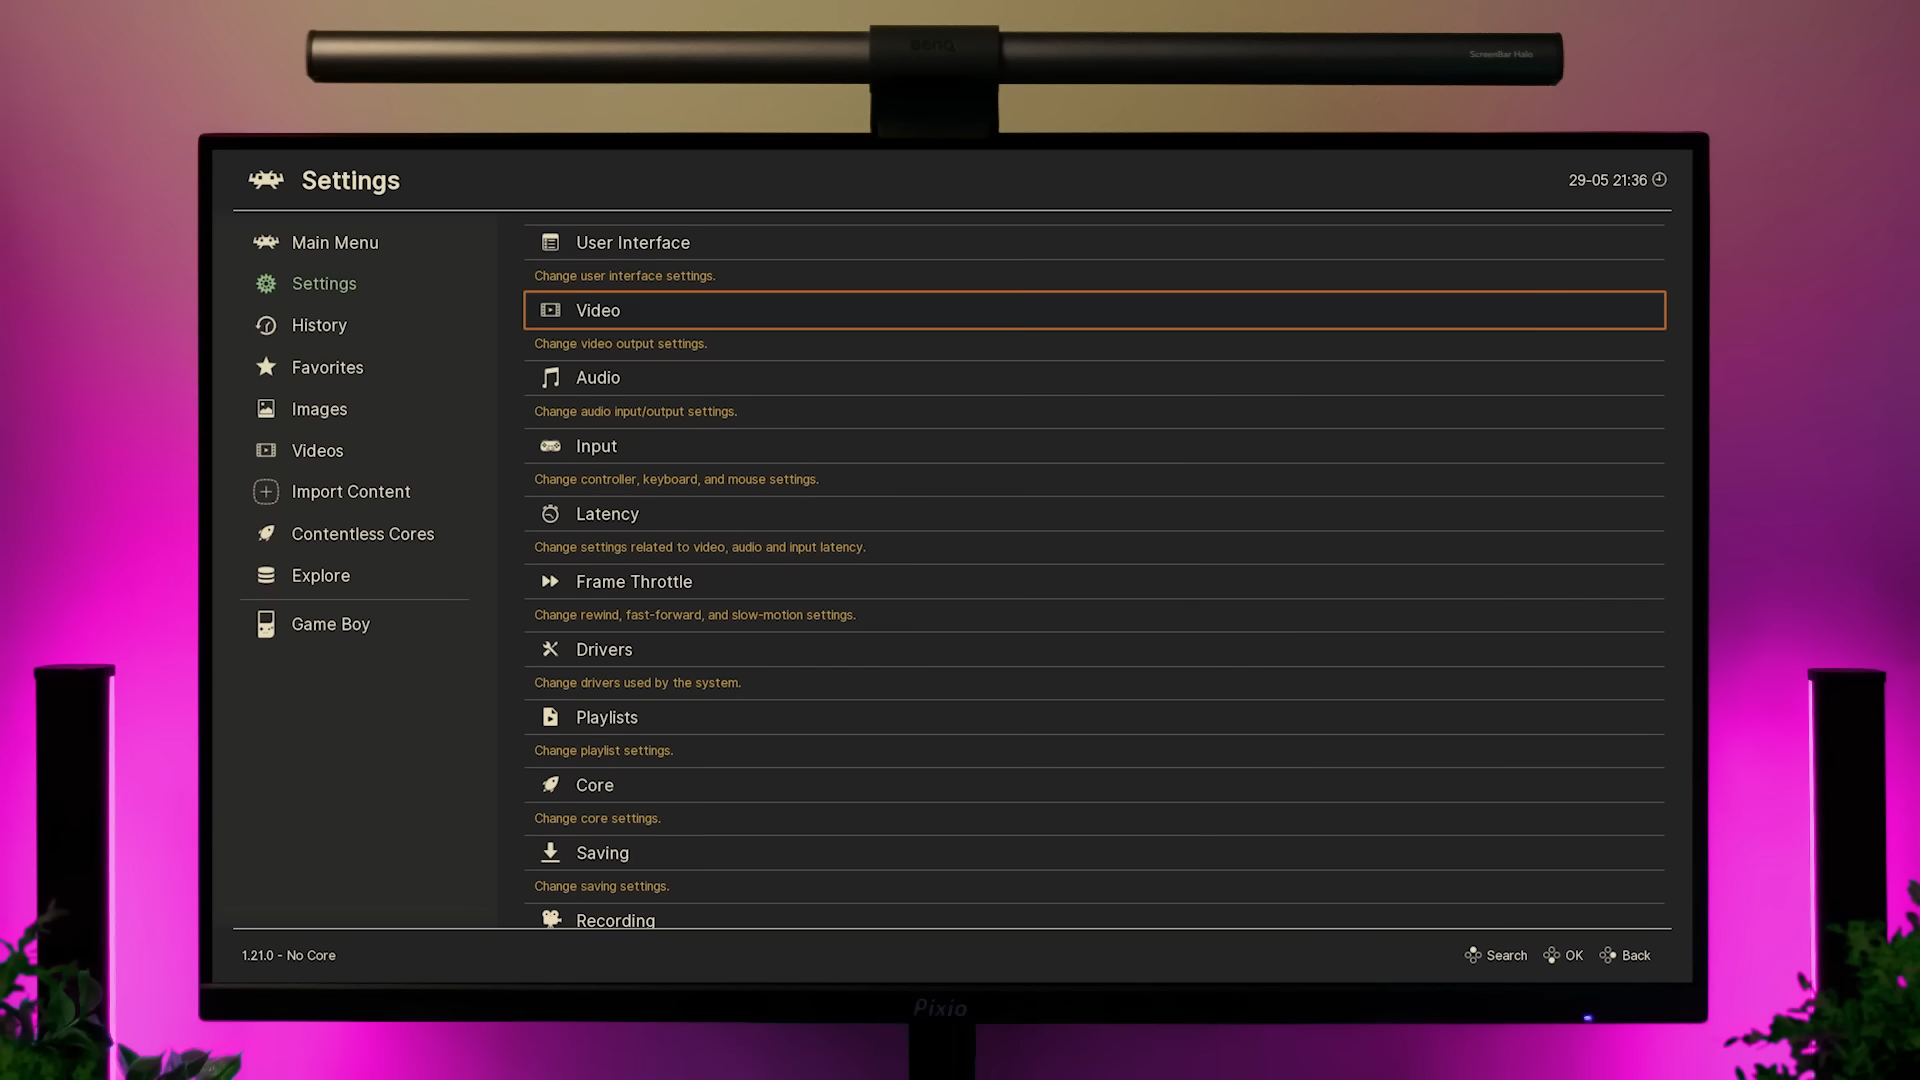 BenQ
ScreenBar Halo
Settings
29-05 21:36
Main Menu
Settings
History
Favorites
Images
Videos
Import Content
Contentless Cores
Explore
Game Boy
User Interface
Change user interface settings.
Video
Change video output settings.
Audio
Change audio input/output settings.
Input
Change controller, keyboard, and mouse settings.
Latency
Change settings related to video, audio and input latency.
Frame Throttle
Change rewind, fast-forward, and slow-motion settings.
Drivers
Change drivers used by the system.
Playlists
Change playlist settings.
Core
Change core settings.
Saving
Change saving settings.
Recording
1.21.0 - No Core
Search OK Back
Pixio